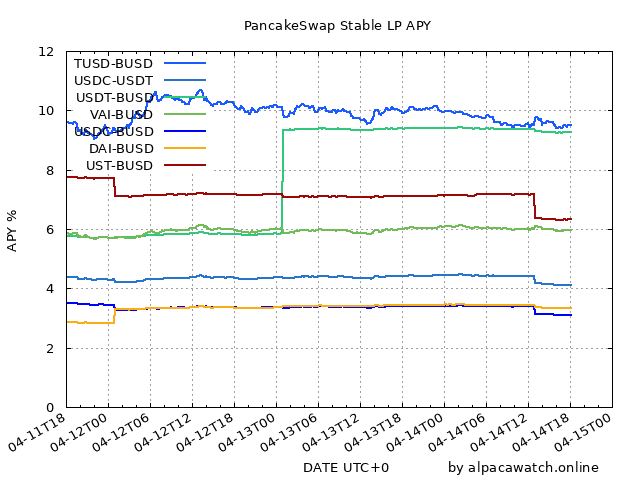 PancakeSwap Stable LP APY
12
10
8
6
4
2
0
APY %
TUSD-BUSD
USDC-USDT
USDT-BUSD
VAI-BUSD
USDC-BUSD
DAI-BUSD
UST-BUSD
04-11T18
04-12T00
04-12T06
04-12T12
04-12T18
04-13T00
04-13T06
04-13T12
04-13T18
04-14T00
04-14T06
04-14T12
04-14T18
04-15T00
DATE UTC+0
by alpacawatch.online